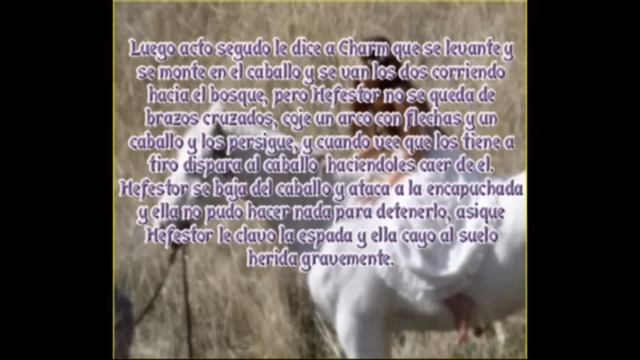 Luego acto segudo le dice a Charm que se levante y
se monte en el caballo y se van los dos corriendo
hacia el bosque, pero Hefestor no se queda de
brazos cruzados, coje un arco con flechas y un
caballo y los persigue, y cuando vee que los tiene a
tiro dispara al caballo haciendoles caer de el.
Hefestor se baja del caballo y ataca a la encapuchada
y ella no pudo hacer nada para detenerlo, asique
Hefestor le clavo la espada y ella cayo al suelo
herida gravemente.